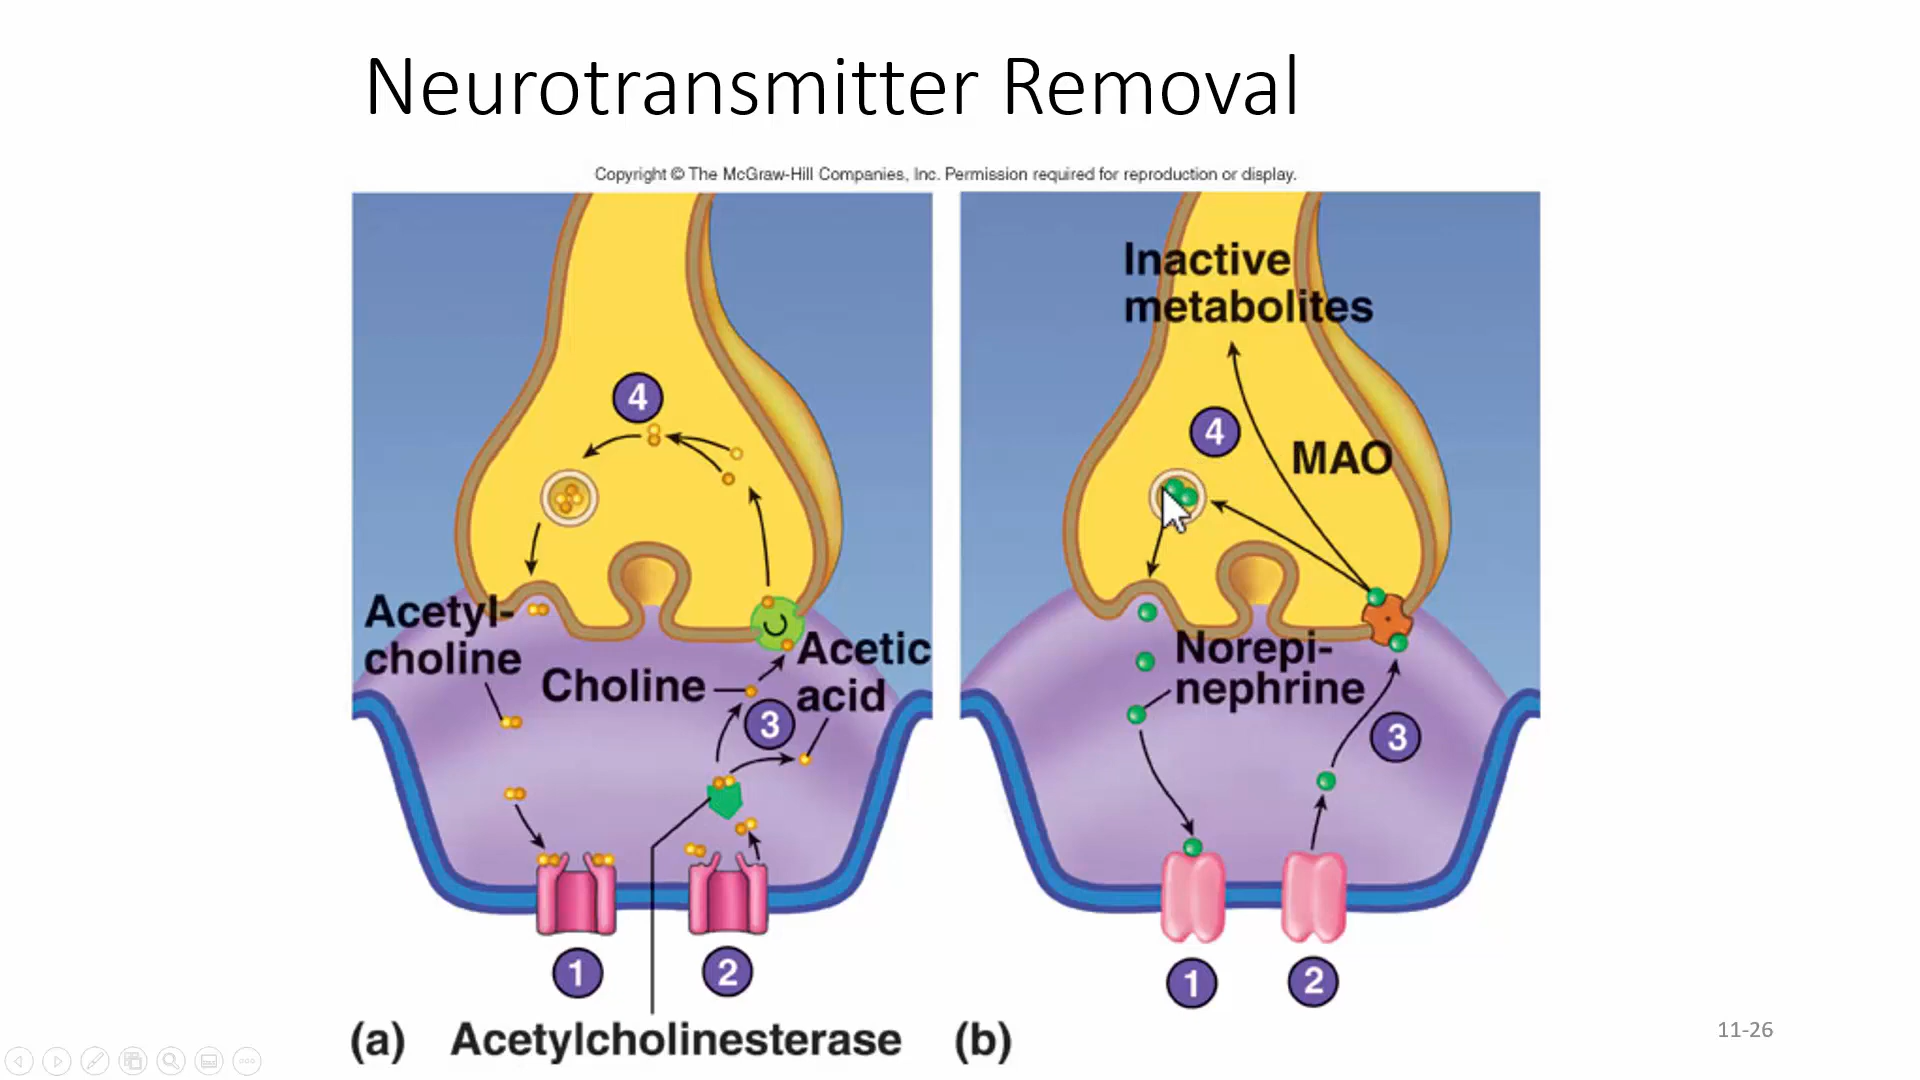 Neurotransmitter Removal
Copyright © The McGraw-Hill Companies, Inc. Permission required for reproduction or display.
4
Acetyl-
choline
Choline
Acetic
acid
3
1
2
(a) Acetylcholinesterase
Inactive
metabolites
4
MAO
Norepi-
nephrine
3
1
2
(b)
11-26